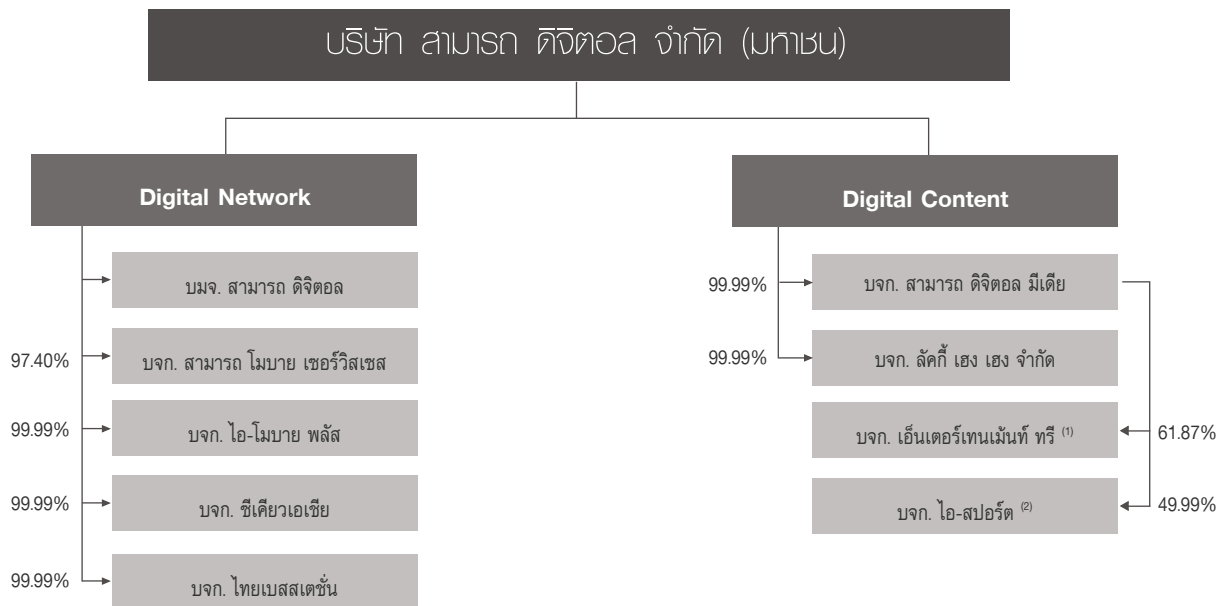 บริษัท สามารถ ดิจิตอล จำกัด (มหาชน)
Digital Network
บมจ. สามารถ ดิจิตอล
97.40%
บจก. สามารถ โมบาย เซอร์วิสเซส
99.99%
บจก. ไอ-โมบาย พลัส
99.99%
บจก. ซีเคียวเอเชีย
99.99%
บจก. ไทยเบสสเตชั่น
Digital Content
99.99%
บจก. สามารถ ดิจิตอล มีเดีย
99.99%
บจก. ลัคกี้ เฮง เฮง จำกัด
บจก. เอ็นเตอร์เทนเม้นท์ ทรี (1)
61.87%
บจก. ไอ-สปอร์ต (2)
49.99%